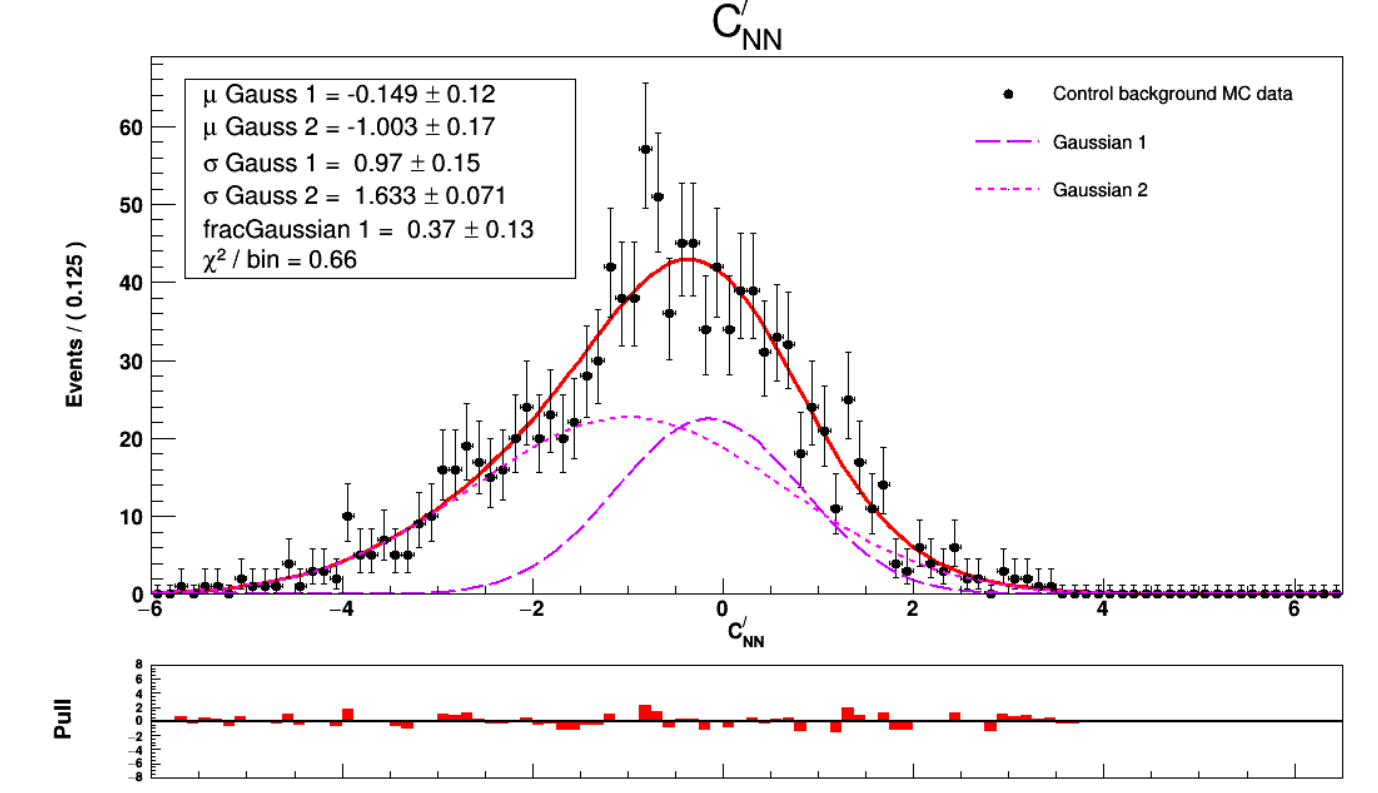 C′NN
μ Gauss 1 = -0.149 ± 0.12
μ Gauss 2 = -1.003 ± 0.17
σ Gauss 1 = 0.97 ± 0.15
σ Gauss 2 = 1.633 ± 0.071
fracGaussian 1 = 0.37 ± 0.13
χ² / bin = 0.66
Control background MC data
Gaussian 1
Gaussian 2
Events / ( 0.125 )
60
50
40
30
20
10
0
−6 −4 −2 0 2 4 6
C′NN
Pull
8
6
4
2
0
−2
−4
−6
−8